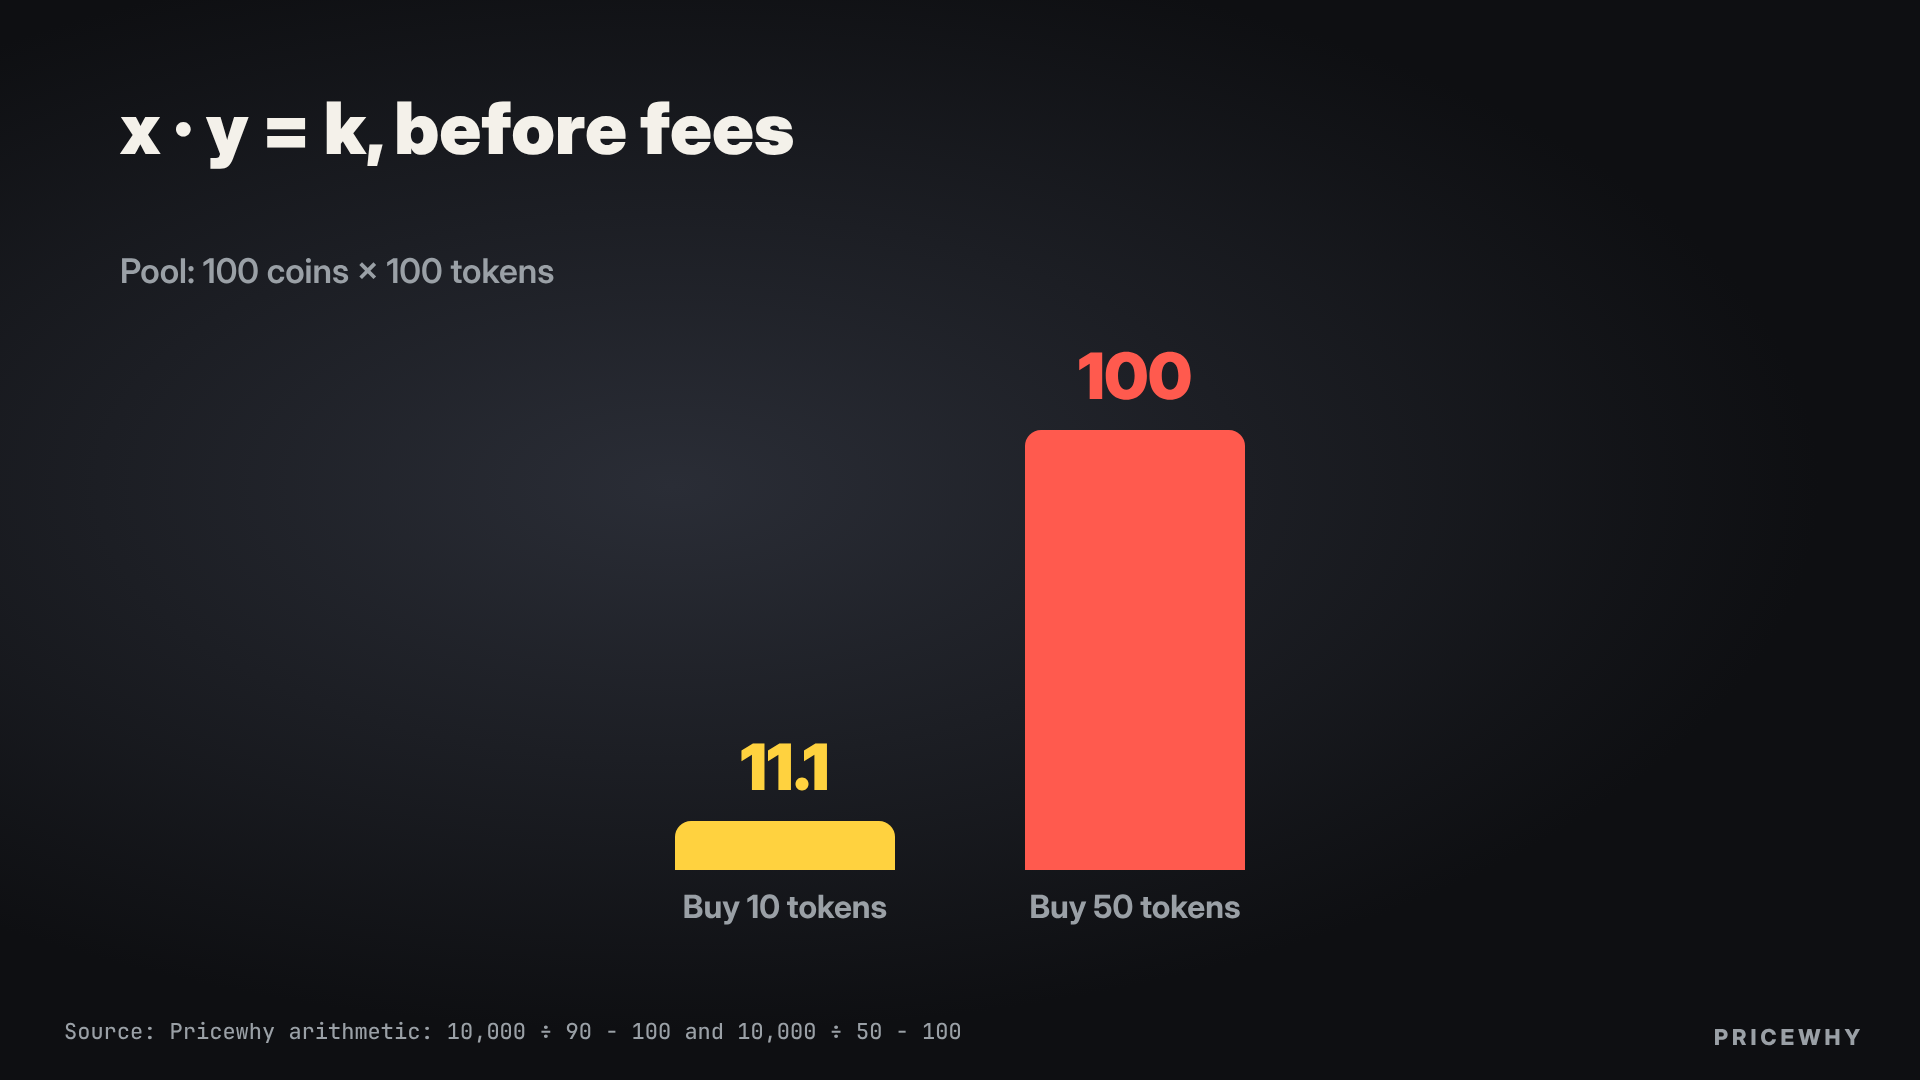 x · y = k, before fees
Pool: 100 coins × 100 tokens
100
11.1
Buy 10 tokens
Buy 50 tokens
Source: Pricewhy arithmetic: 10,000 ÷ 90 - 100 and 10,000 ÷ 50 - 100
PRICEWHY